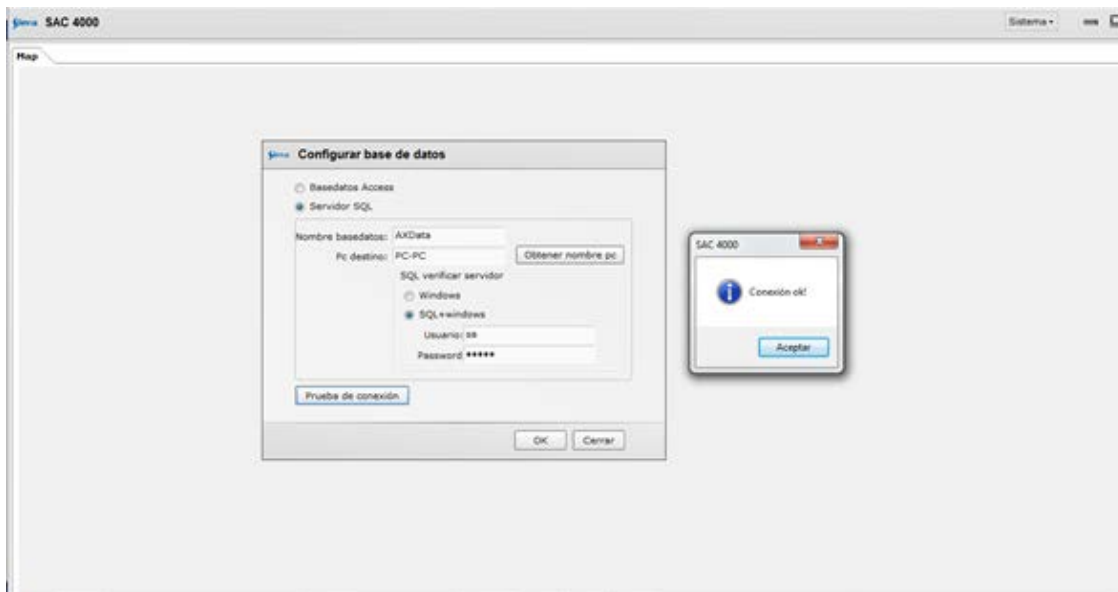 Sierra SAC 4000
Sistema
Map
Sierra Configurar base de datos
Basedatos Access
Servidor SQL
Nombre basedatos: AXData
Pc destino: PC-PC Obtener nombre pc
SQL verificar servidor
Windows
SQL+windows
Usuario: sa
Password *****
Prueba de conexión
OK Cerrar
SAC 4000
Conexión ok!
Aceptar